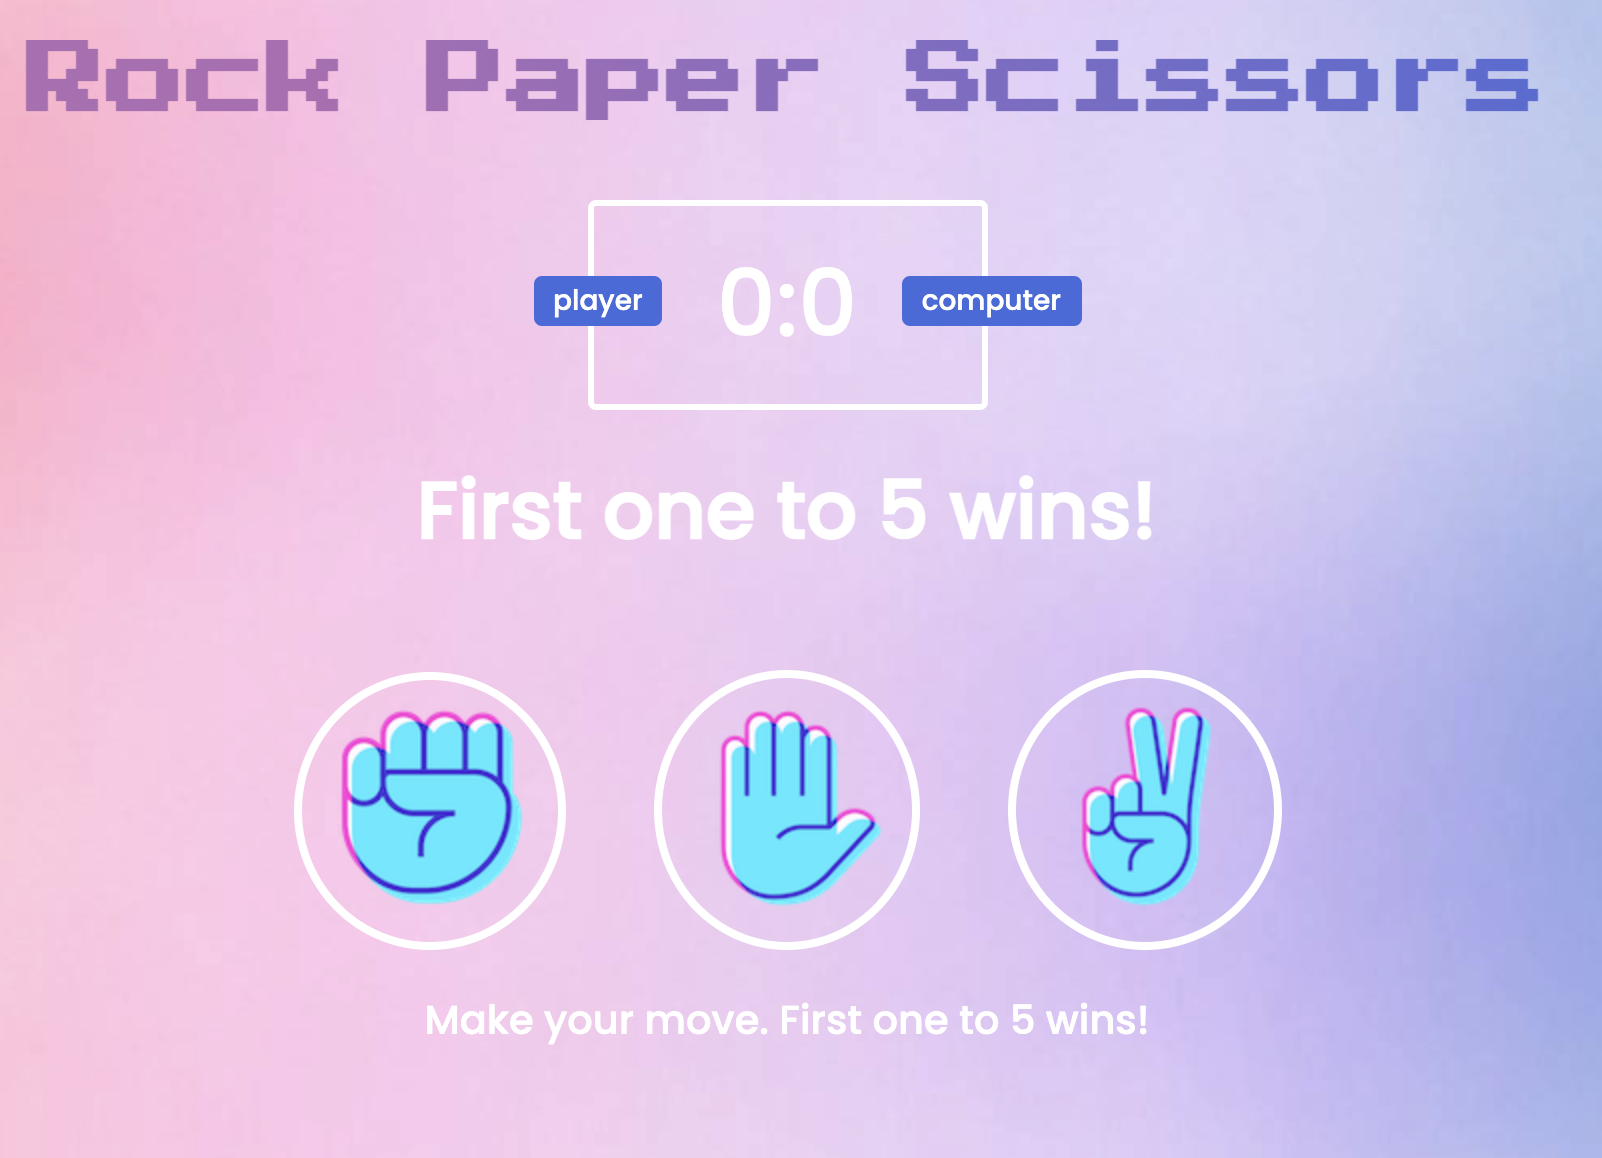 Rock Paper Scissors
player 0:0 computer
First one to 5 wins!
Make your move. First one to 5 wins!